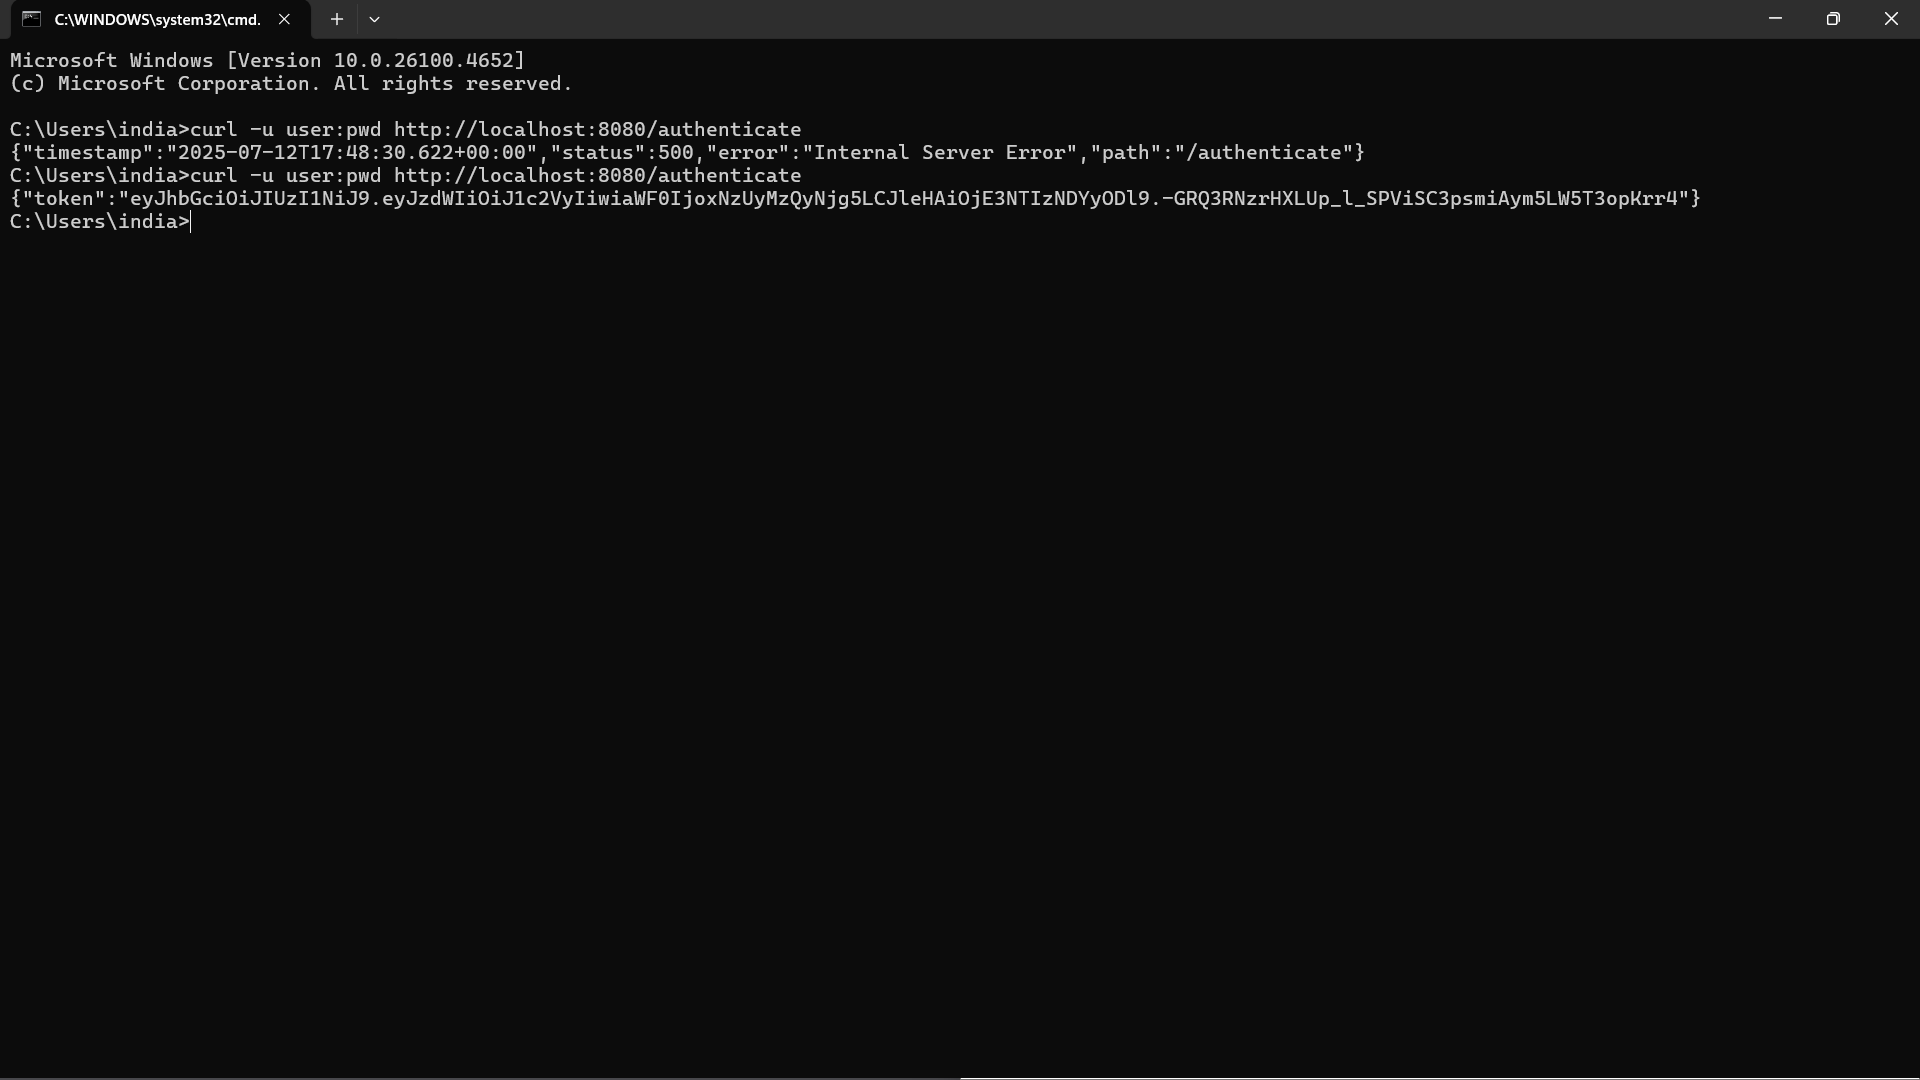 C:\WINDOWS\system32\cmd.
Microsoft Windows [Version 10.0.26100.4652]
(c) Microsoft Corporation. All rights reserved.
C:\Users\india>curl -u user:pwd http://localhost:8080/authenticate
{"timestamp":"2025-07-12T17:48:30.622+00:00","status":500,"error":"Internal Server Error","path":"/authenticate"}
C:\Users\india>curl -u user:pwd http://localhost:8080/authenticate
{"token":"eyJhbGciOiJIUzI1NiJ9.eyJzdWIiOiJ1c2VyIiwiaWF0IjoxNzUyMzQyNjg5LCJleHAiOjE3NTIzNDYyODl9.-GRQ3RNzrHXLUp_l_SPViSC3psmiAym5LW5T3opKrr4"}
C:\Users\india>